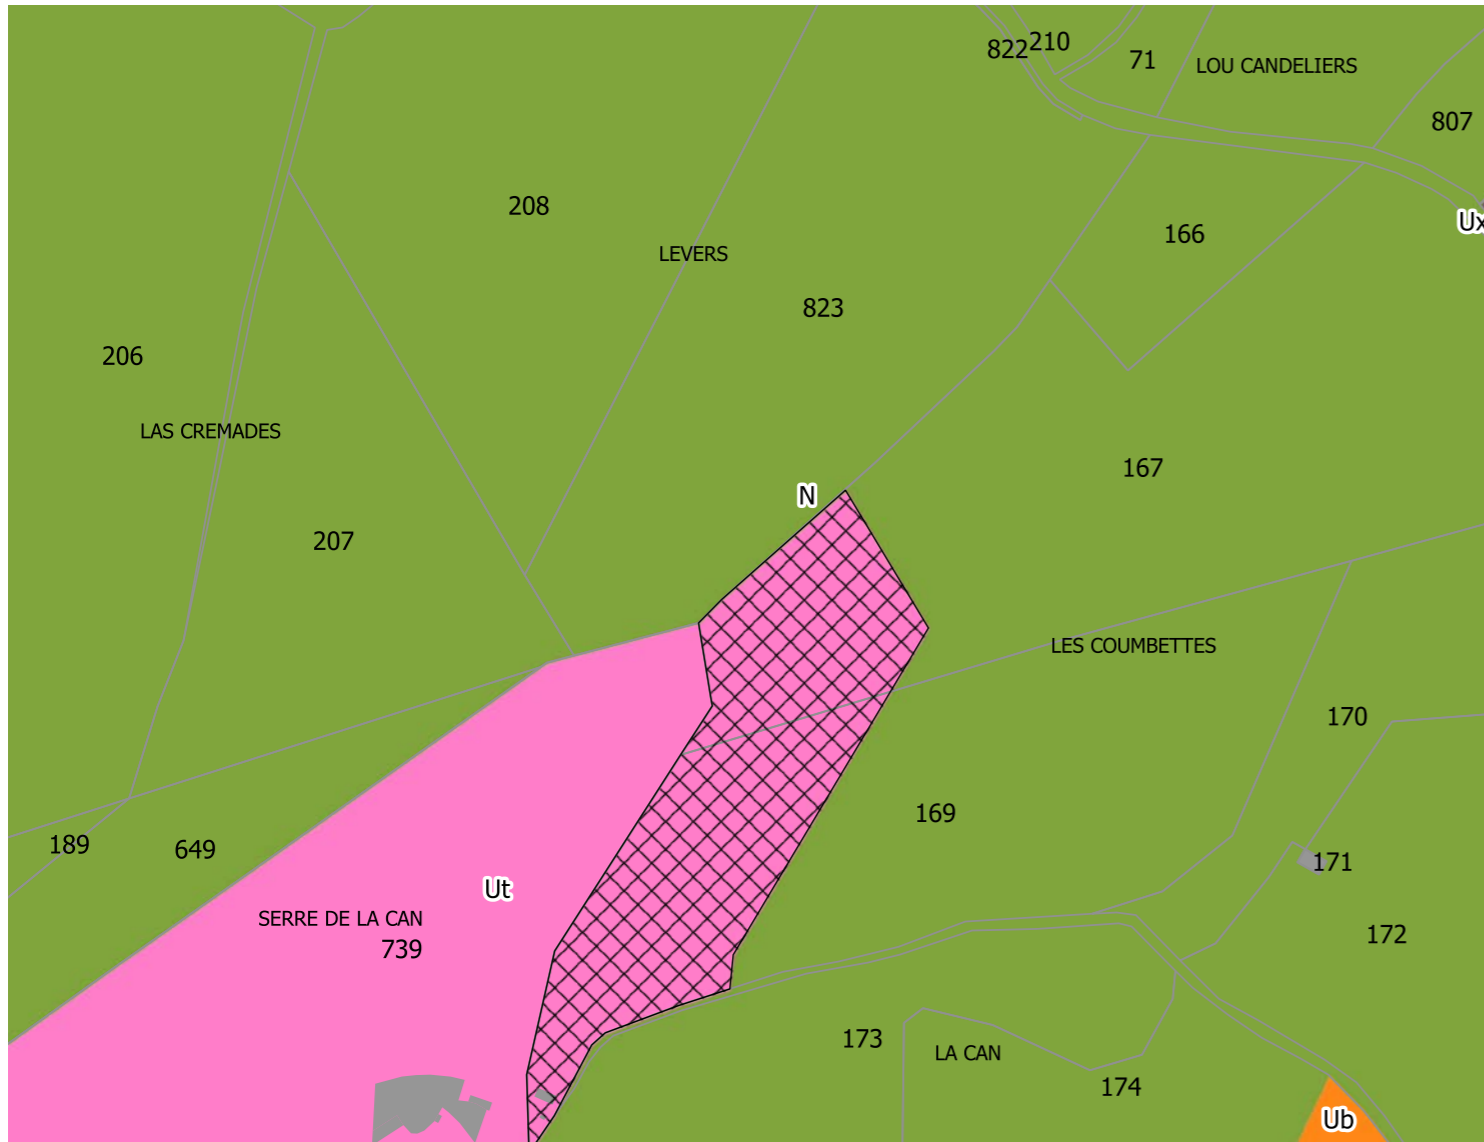 822
210
71
LOU CANDELIERS
807
208
Ux
166
LEVERS
823
206
LAS CREMADES
167
N
207
LES COUMBETTES
170
169
189
649
171
Ut
SERRE DE LA CAN
739
172
173
LA CAN
174
Ub